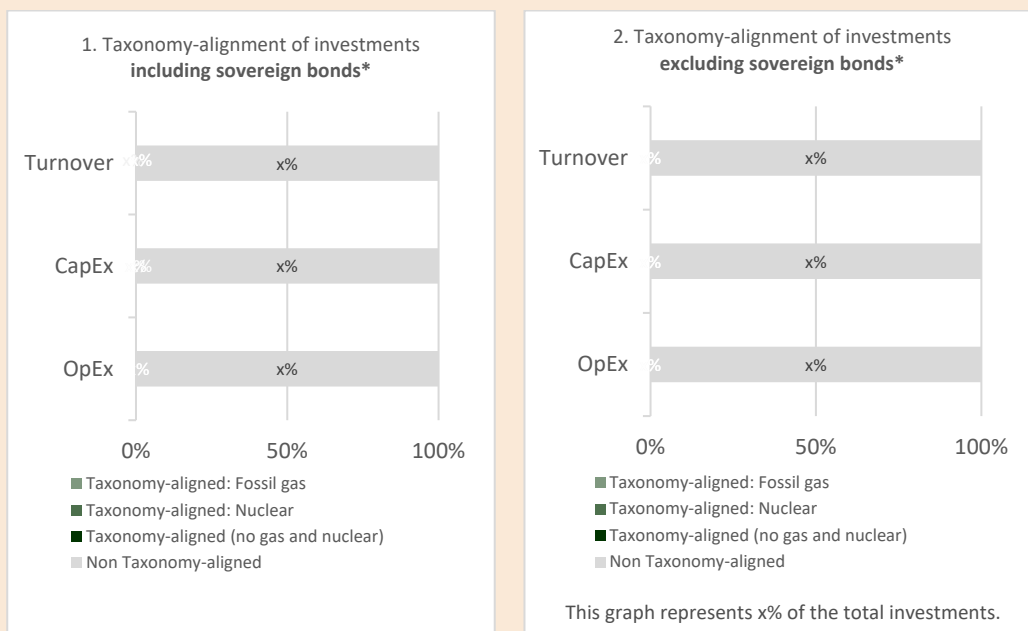 1. Taxonomy-alignment of investments
including sovereign bonds*
Turnover
x%
CapEx
x%
OpEx
x%
0% 50% 100%
Taxonomy-aligned: Fossil gas
Taxonomy-aligned: Nuclear
Taxonomy-aligned (no gas and nuclear)
Non Taxonomy-aligned
2. Taxonomy-alignment of investments
excluding sovereign bonds*
Turnover
x%
CapEx
x%
OpEx
x%
0% 50% 100%
Taxonomy-aligned: Fossil gas
Taxonomy-aligned: Nuclear
Taxonomy-aligned (no gas and nuclear)
Non Taxonomy-aligned
This graph represents x% of the total investments.